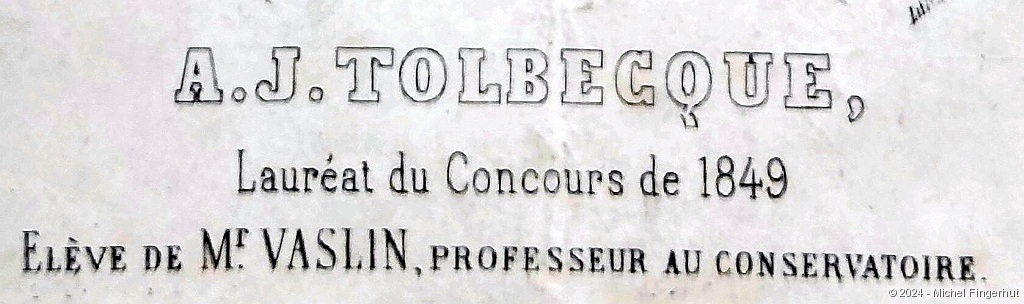 A.J. TOLBECQUE,
Lauréat du Concours de 1849
ELÈVE DE Mr. VASLIN, PROFESSEUR AU CONSERVATOIRE.
© 2024 - Michel Fingerhut